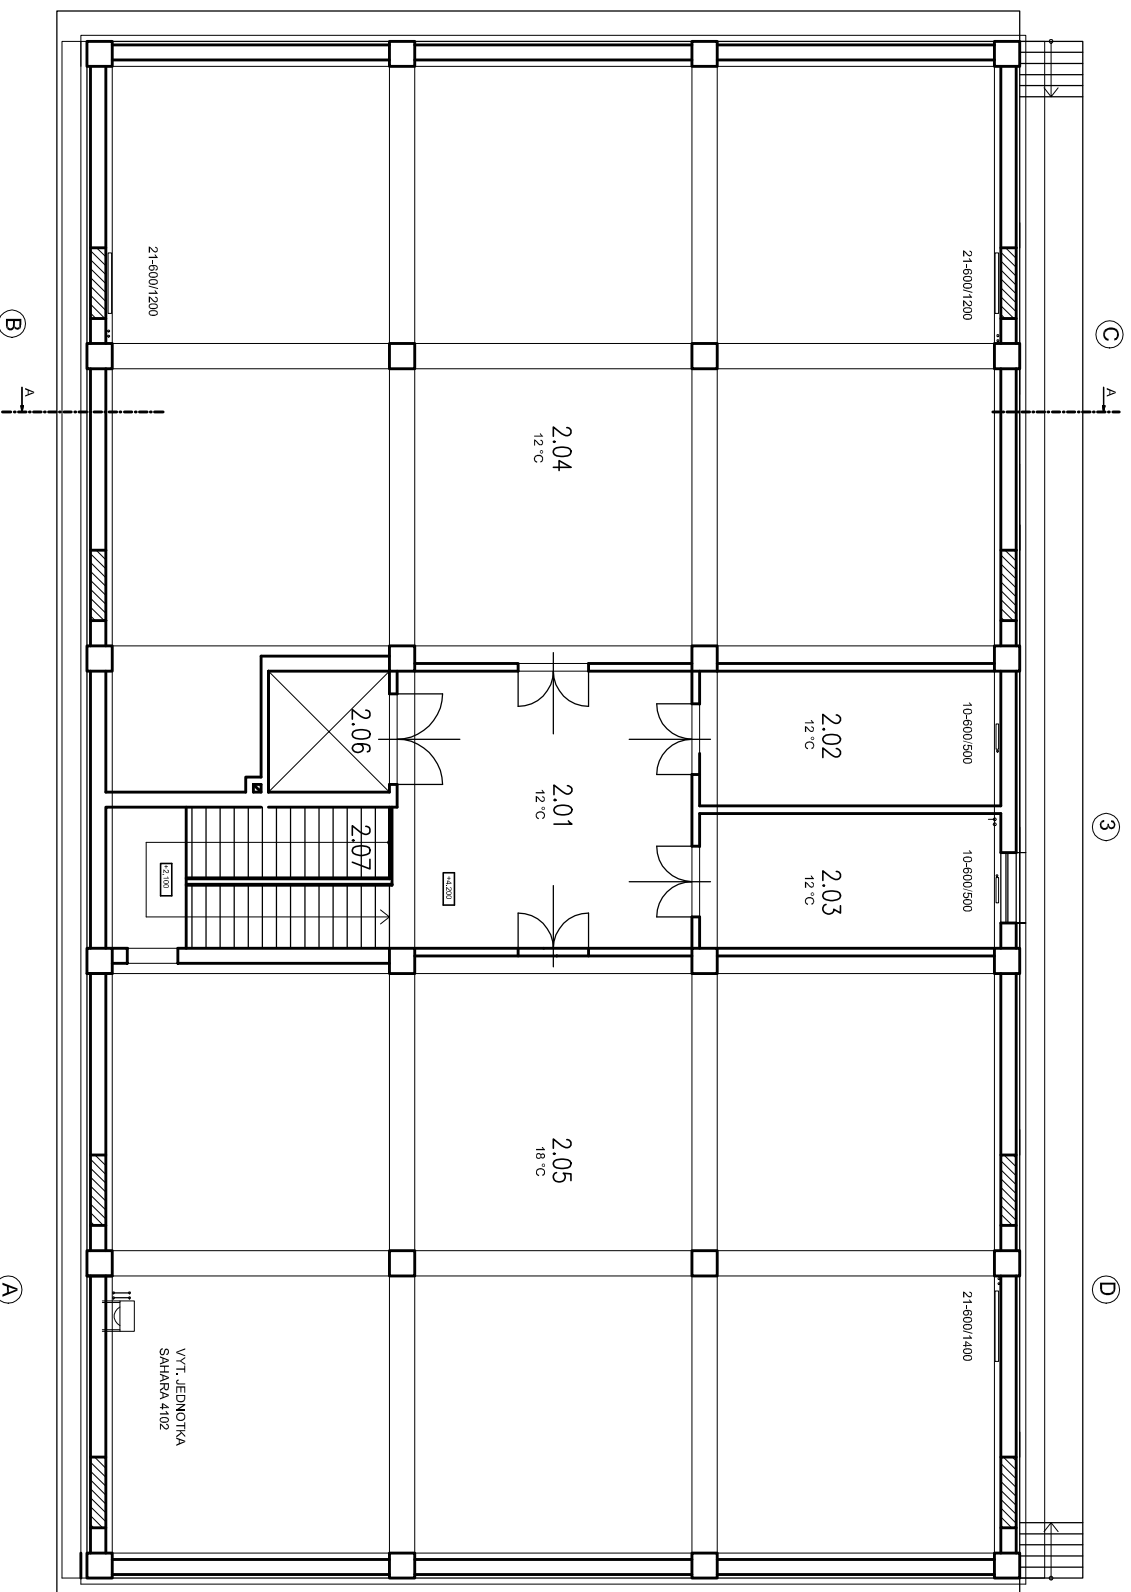 C
B
A
A
21-600/1200
21-600/1200
2.04
12 °C
10-600/500
2.02
12 °C
2.06
2.01
12 °C
3
10-600/500
2.03
12 °C
2.07
+4,200
+2,100
2.05
18 °C
D
A
21-600/1400
VYT. JEDNOTKA
SAHARA 4102